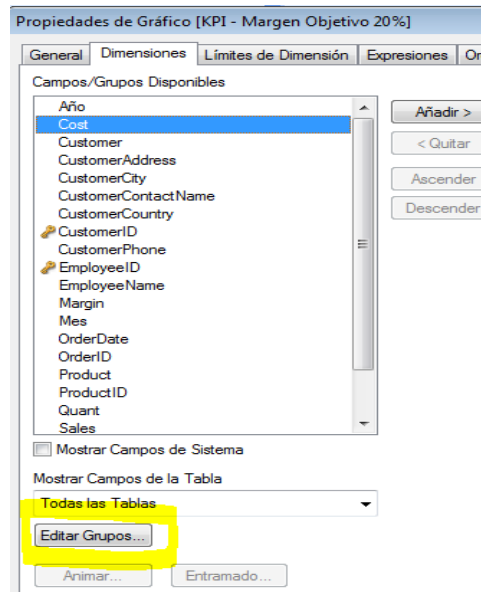 Propiedades de Gráfico [KPI - Margen Objetivo 20%]
General Dimensiones Límites de Dimensión Expresiones Or
Campos/Grupos Disponibles
Año
Cost
Customer
CustomerAddress
CustomerCity
CustomerContactName
CustomerCountry
CustomerID
CustomerPhone
EmployeeID
EmployeeName
Margin
Mes
OrderDate
OrderID
Product
ProductID
Quant
Sales
Añadir >
< Quitar
Ascender
Descender
Mostrar Campos de Sistema
Mostrar Campos de la Tabla
Todas las Tablas
Editar Grupos...
Animar... Entramado...